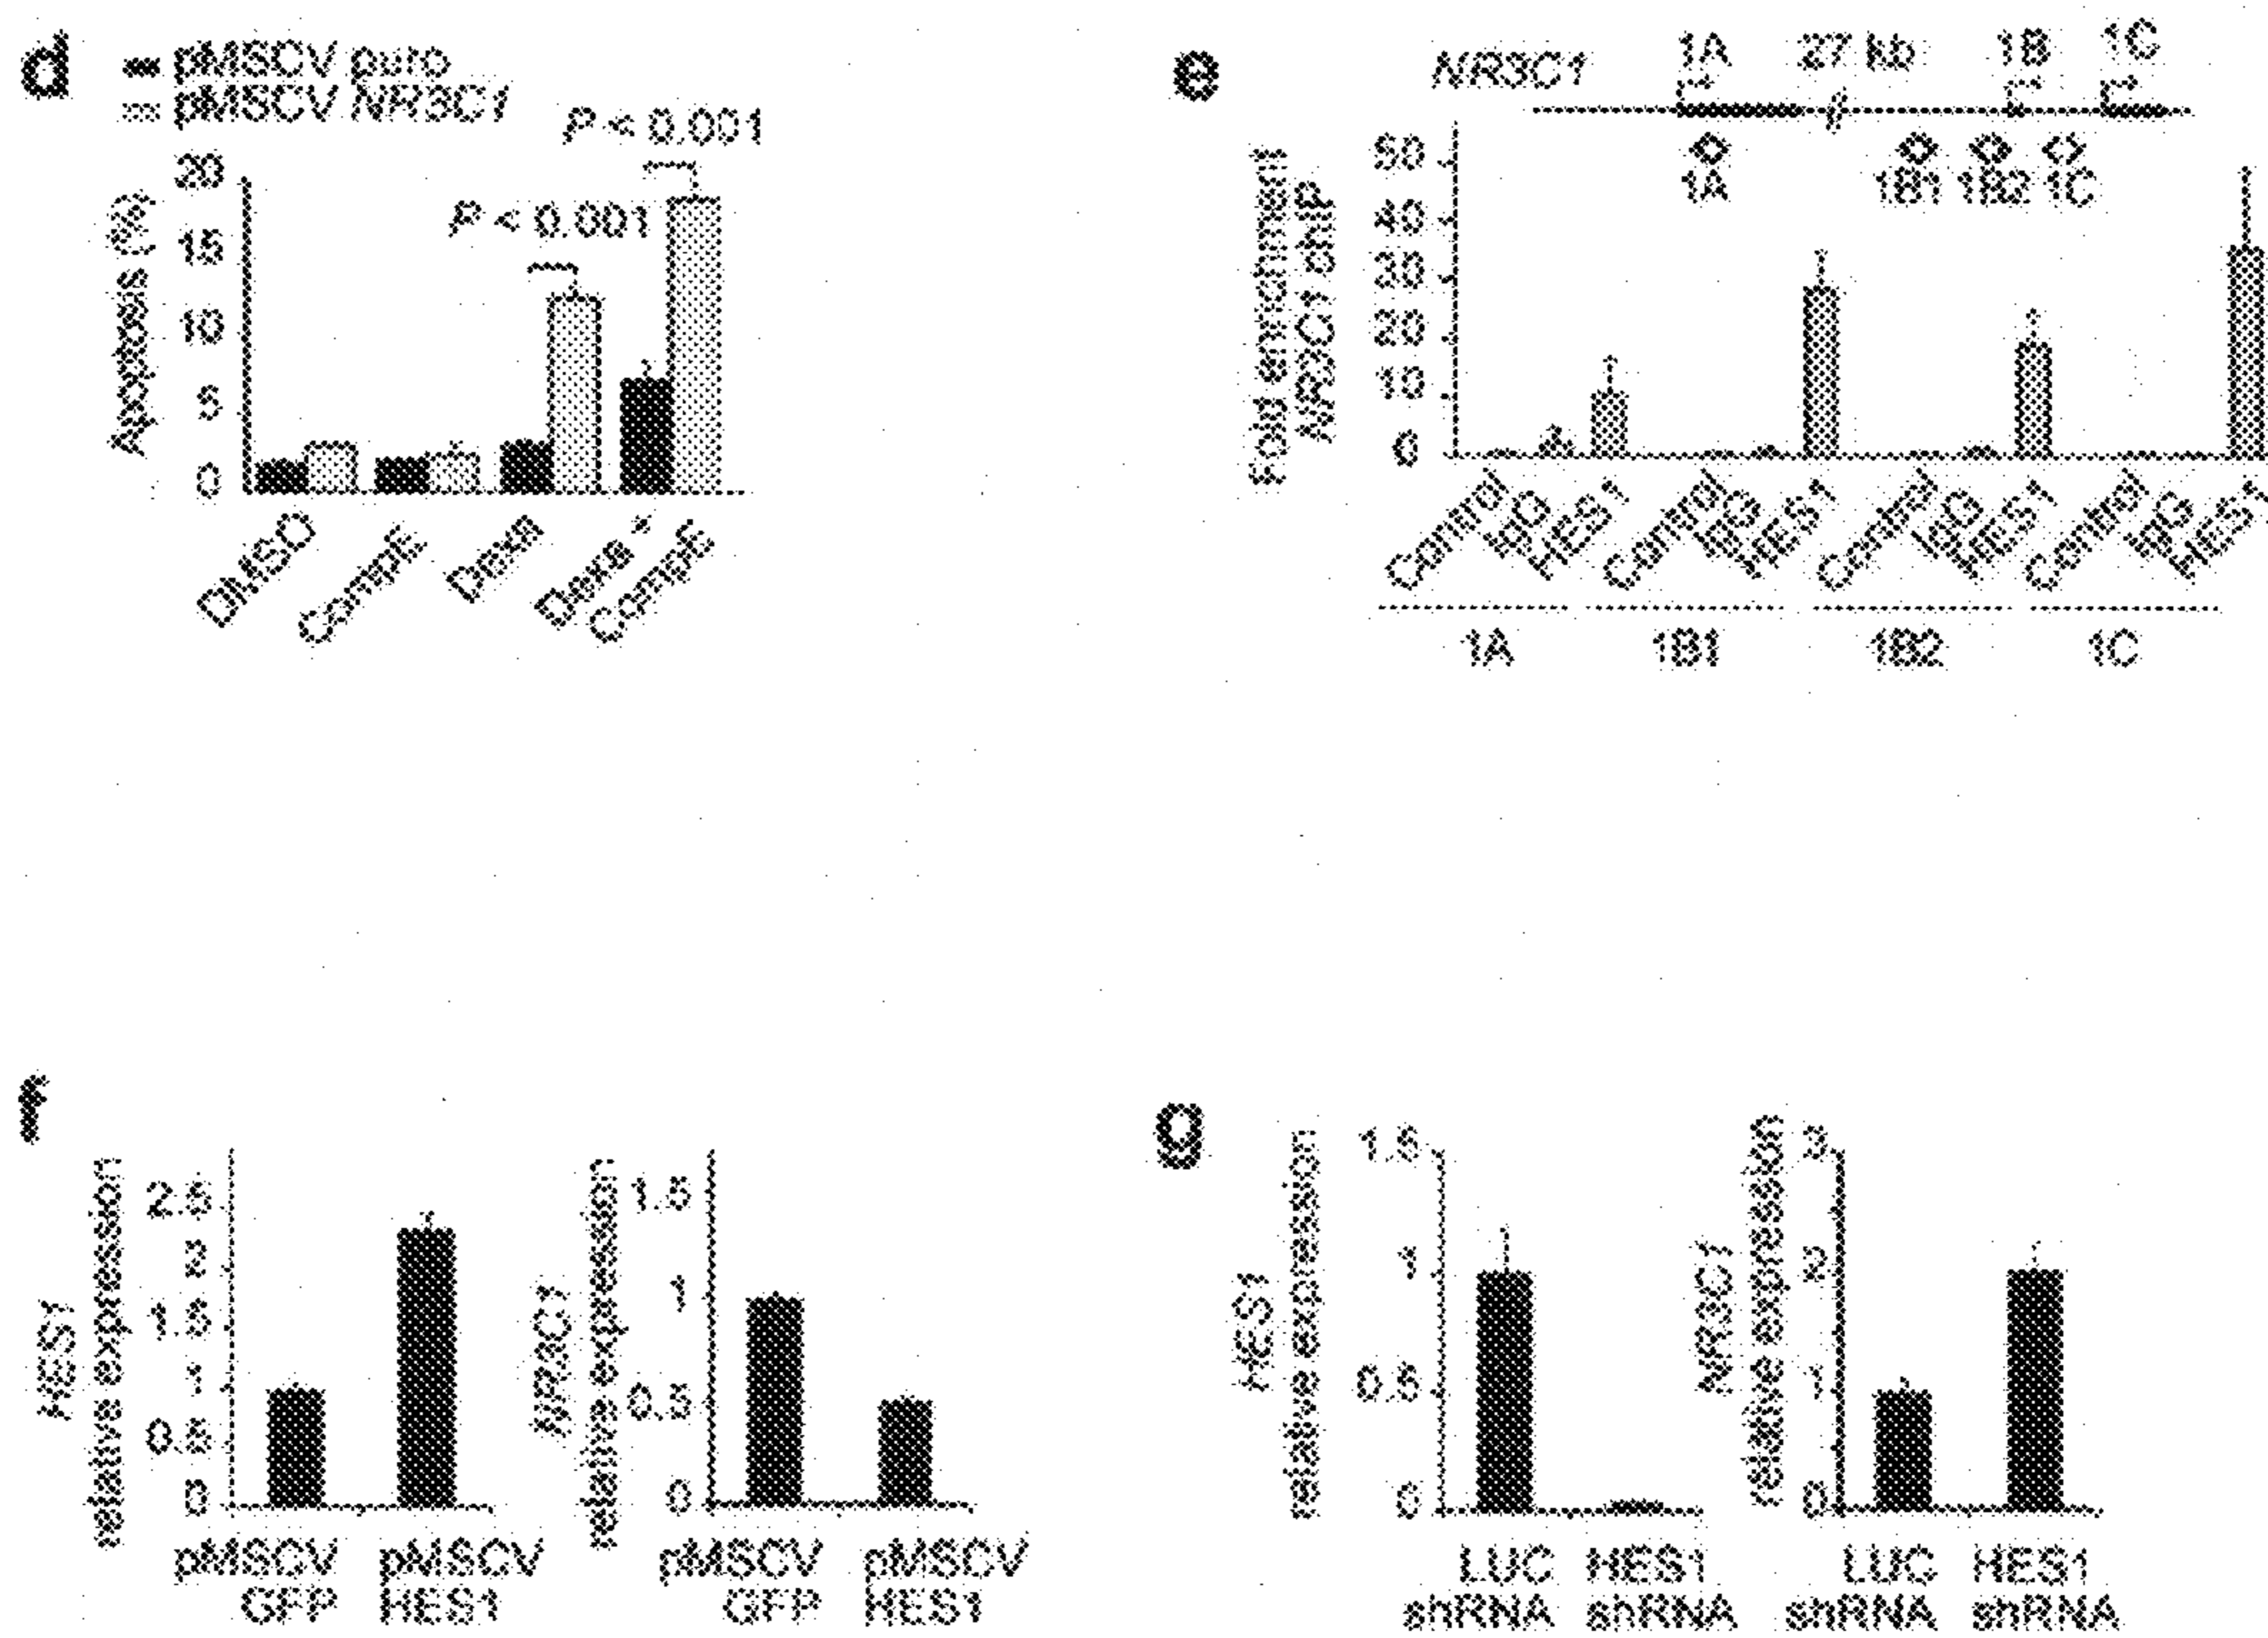 d
pMSCV puro
pMSCV NR3C1
P < 0.001
P < 0.001
Apoptosis (%)
20
15
10
5
0
DMSO
CompE
Dexa
Dexa +
CompE
e
NR3C1
1A
27 kb
1B
1C
1A
1B1
1B2
1C
Fold enrichment
NR3C1 chIP
50
40
30
20
10
0
Control
IgG
HES1
Control
IgG
HES1
Control
IgG
HES1
Control
IgG
HES1
1A
1B1
1B2
1C
f
HES1
relative expression
2.5
2
1.5
1
0.5
0
pMSCV
GFP
pMSCV
HES1
NR3C1
relative expression
1.5
1
0.5
0
pMSCV
GFP
pMSCV
HES1
g
HES1
relative expression
1.5
1
0.5
0
LUC
shRNA
HES1
shRNA
NR3C1
relative expression
3
2
1
0
LUC
shRNA
HES1
shRNA